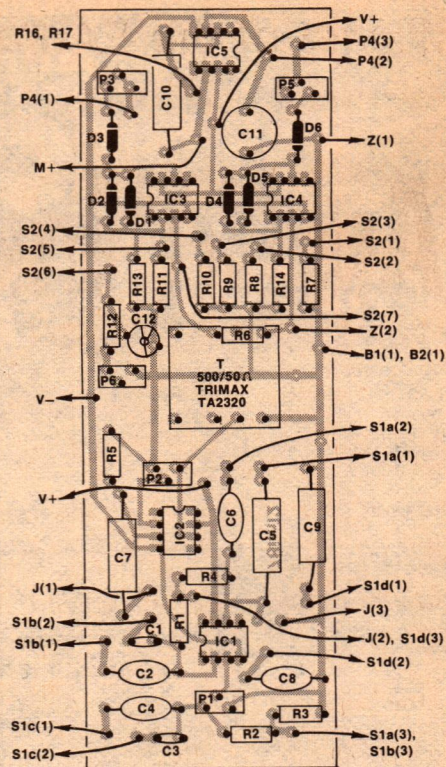 V+
R16, R17
IC5
P4(3)
P4(2)
P3
C10
P5
P4(1)
C11
D6
D3
Z(1)
M+
D5
D2
D1
IC3
D4
IC4
S2(3)
S2(4)
S2(1)
S2(5)
S2(2)
S2(6)
R13
R11
R10
R9
R8
R14
R7
S2(7)
R12
C12
R6
Z(2)
T
500/50Ω
TRIMAX
TA2320
B1(1), B2(1)
P6
V−
S1a(2)
R5
S1a(1)
P2
V+
C6
C5
C9
IC2
C7
78mn12
R4
J(1)
S1d(1)
S1b(2)
R1
J(3)
S1b(1)
C1
IC1
J(2), S1d(3)
S1d(2)
C2
C8
P1
C4
R3
S1c(1)
R2
S1a(3),
S1b(3)
S1c(2)
C3